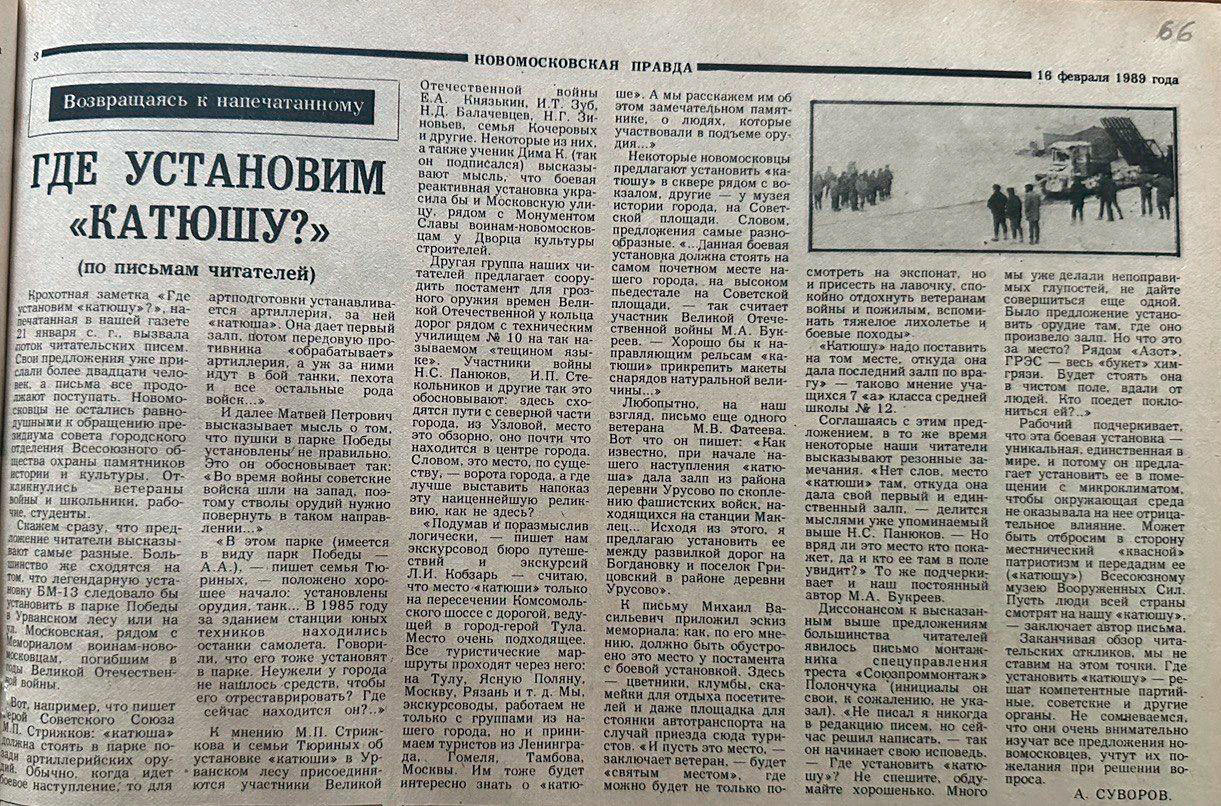 66
3
НОВОМОСКОВСКАЯ ПРАВДА
16 февраля 1989 года
Возвращаясь к напечатанному
ГДЕ УСТАНОВИМ
«КАТЮШУ?»
(по письмам читателей)
Крохотная заметка «Где
установим «катюшу»?», на-
печатанная в нашей газете
21 января с. г., вызвала
поток читательских писем.
Свои предложения уже при-
слали более двадцати чело-
век, а письма все продол-
жают поступать. Новомо-
сковцы не остались равно-
душными к обращению пре-
зидиума совета городского
отделения Всесоюзного об-
щества охраны памятников
истории и культуры. От-
кликнулись ветераны
войны и школьники, рабо-
чие, студенты.
Скажем сразу, что пред-
ложение читатели высказы-
вают самые разные. Боль-
шинство же сходятся на
том, что легендарную уста-
новку БМ-13 следовало бы
установить в парке Победы
в Урванском лесу или на
ул. Московская, рядом с
Мемориалом воинам-ново-
московцам, погибшим в
годы Великой Отечествен-
ной войны.
Вот, например, что пишет
Герой Советского Союза
М.П. Стрижков: «катюша»
должна стоять в парке по-
зади артиллерийских ору-
дий. Обычно, когда идет
боевое наступление, то для
артподготовки устанавлива-
ется артиллерия, за ней
«катюша». Она дает первый
залп, потом передовую про-
тивника «обрабатывает»
артиллерия, а уж за ними
идут в бой танки, пехота
и все остальные рода
войск...»
И далее Матвей Петрович
высказывает мысль о том,
что пушки в парке Победы
установлены не правильно.
Это он обосновывает так:
«Во время войны советские
войска шли на запад, поэ-
тому стволы орудий нужно
повернуть в таком направ-
лении...»
«В этом парке (имеется
в виду парк Победы —
А.А.), — пишет семья Тю-
риных, — положено хоро-
шее начало: установлены
орудия, танк... В 1985 году
за зданием станции юных
техников находились
останки самолета. Говори-
ли, что его тоже установят
в парке. Неужели у города
не нашлось средств, чтобы
его отреставрировать? Где
сейчас находится он?..»
К мнению М.П. Стриж-
кова и семьи Тюриных об
установке «катюши» в Ур-
ванском лесу присоединя-
ются участники Великой
Отечественной войны
Е.А. Князькин, И.Т. Зуб,
Н.Д. Балачевцев, Н.Г. Зи-
новьев, семья Кочеровых
и другие. Некоторые из них,
а также ученик Дима К. (так
он подписался) высказы-
вают мысль, что боевая
реактивная установка укра-
сила бы и Московскую ули-
цу, рядом с Монументом
Славы воинам-новомосков-
цам у Дворца культуры
строителей.
Другая группа наших чи-
тателей предлагает соору-
дить постамент для гроз-
ного оружия времен Вели-
кой Отечественной у кольца
дорог рядом с техническим
училищем № 10 на так на-
зываемом «тещином язы-
ке». Участники войны
Н.С. Панюков, И.П. Сте-
кольников и другие так это
обосновывают: здесь схо-
дятся пути с северной части
города, из Узловой, место
это обзорно, оно почти что
находится в центре города.
Словом, это место, по суще-
ству, — ворота города, а где
лучше выставить напоказ
эту наиценнейшую релик-
вию, как не здесь?
«Подумав и поразмыслив
логически, — пишет нам
экскурсовод бюро путеше-
ствий и экскурсий
Л.И. Кобзарь — считаю,
что место «катюши» только
на пересечении Комсомоль-
ского шоссе с дорогой, веду-
щей в город-герой Тула.
Место очень подходящее.
Все туристические мар-
шруты проходят через него:
на Тулу, Ясную Поляну,
Москву, Рязань и т. д. Мы,
экскурсоводы, работаем не
только с группами из на-
шего города, но и прини-
маем туристов из Ленингра-
да, Гомеля, Тамбова,
Москвы. Им тоже будет
интересно знать о «катю-
ше». А мы расскажем им об
этом замечательном памят-
нике, о людях, которые
участвовали в подъеме ору-
дия...»
Некоторые новомосковцы
предлагают установить «ка-
тюшу» в сквере рядом с во-
кзалом, другие — у музея
истории города, на Совет-
ской площади. Словом,
предложения самые разно-
образные. «...Данная боевая
установка должна стоять на
самом почетном месте на-
шего города, на высоком
пьедестале на Советской
площади, — так считает
участник Великой Отече-
ственной войны М.А. Бук-
реев. — Хорошо бы к на-
правляющим рельсам «ка-
тюши» прикрепить макеты
снарядов натуральной вели-
чины...»
Любопытно, на наш
взгляд, письмо еще одного
ветерана М.В. Фатеева.
Вот что он пишет: «Как
известно, при начале на-
шего наступления «катю-
ша» дала залп из района
деревни Урусово по скопле-
нию фашистских войск, на-
ходящихся на станции Мак-
лец... Исходя из этого, я
предлагаю установить ее
между развилкой дорог на
Богдановку и поселок Гри-
цовский в районе деревни
Урусово».
К письму Михаил Ва-
сильевич приложил эскиз
мемориала: как, по его мне-
нию, должно быть обустро-
ено это место у постамента
с боевой установкой. Здесь
— цветники, клумбы, ска-
мейки для отдыха посетите-
лей и даже площадка для
стоянки автотранспорта на
случай приезда сюда тури-
стов. «И пусть это место, —
заключает ветеран, — будет
«святым местом», где
можно будет не только по-
смотреть на экспонат, но
и присесть на лавочку, спо-
койно отдохнуть ветеранам
войны и пожилым, вспоми-
нать тяжелое лихолетье и
боевые походы»
«Катюшу» надо поставить
на том месте, откуда она
дала последний залп по вра-
гу» — таково мнение уча-
щихся 7 «а» класса средней
школы № 12.
Соглашаясь с этим пред-
ложением, в то же время
некоторые наши читатели
высказывают резонные за-
мечания. «Нет слов, место
«катюши» там, откуда она
дала свой первый и един-
ственный залп, — делится
мыслями уже упоминаемый
выше Н.С. Панюков. — Но
вряд ли это место кто пока-
жет, да и кто ее там в поле
увидит?» То же подчерки-
вает и наш постоянный
автор М.А. Букреев.
Диссонансом к высказан-
ным выше предложениям
большинства читателей
явилось письмо монтаж-
ника спецуправления
треста «Союзпроммонтаж»
Полончука (инициалы он
свои, к сожалению, не ука-
зал). «Не писал я никогда
в редакции писем, но сей-
час решил написать, — так
он начинает свою исповедь.
— Где установить «катю-
шу»? Не спешите, обду-
майте хорошенько. Много
мы уже делали непоправи-
мых глупостей, не дайте
совершиться еще одной.
Было предложение устано-
вить орудие там, где оно
произвело залп. Но что это
за место? Рядом «Азот»,
ГРЭС — весь «букет» хим-
грязи. Будет стоять она
в чистом поле, вдали от
людей. Кто поедет покло-
ниться ей?..»
Рабочий подчеркивает,
что эта боевая установка —
уникальная, единственная в
мире, и потому он предла-
гает установить ее в поме-
щении с микроклиматом,
чтобы окружающая среда
не оказывала на нее отрица-
тельное влияние. Может
быть отбросим в сторону
местнический «квасной»
патриотизм и передадим ее
(«катюшу») Всесоюзному
музею Вооруженных Сил.
Пусть люди всей страны
смотрят на нашу «катюшу»,
— заключает автор письма.
Заканчивая обзор чита-
тельских откликов, мы не
ставим на этом точки. Где
установить «катюшу» — ре-
шат компетентные партий-
ные, советские и другие
органы. Не сомневаемся,
что они очень внимательно
изучат все предложения но-
вомосковцев, учтут их по-
желания при решении во-
проса.
А. СУВОРОВ.